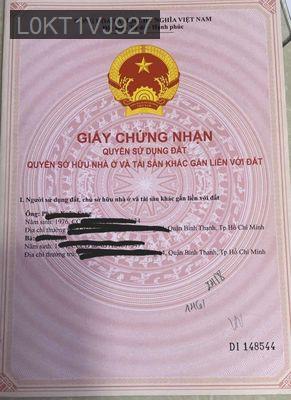 L0KT1VJ927
NGHĨA VIỆT NAM
phúc
GIẤY CHỨNG NHẬN
QUYỀN SỬ DỤNG ĐẤT
QUYỀN SỞ HỮU NHÀ Ở VÀ TÀI SẢN KHÁC GẮN LIỀN VỚI ĐẤT
I. Người sử dụng đất, chủ sở hữu nhà ở và tài sản khác gắn liền với đất
Năm sinh: 1976,
Địa chỉ thường , Quận Bình Thạnh, Tp Hồ Chí Minh
Bà:
Năm sinh:
Địa chỉ thường trú , Quận Bình Thạnh, Tp Hồ Chí Minh
DI 148544